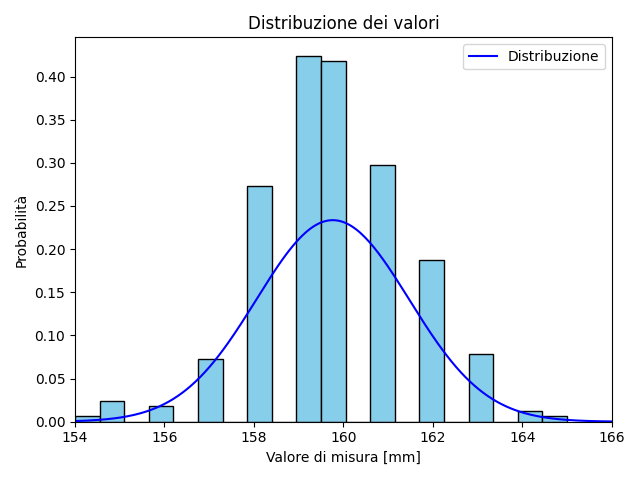 Distribuzione dei valori
Distribuzione
Probabilità
0.40
0.35
0.30
0.25
0.20
0.15
0.10
0.05
0.00
154 156 158 160 162 164 166
Valore di misura [mm]